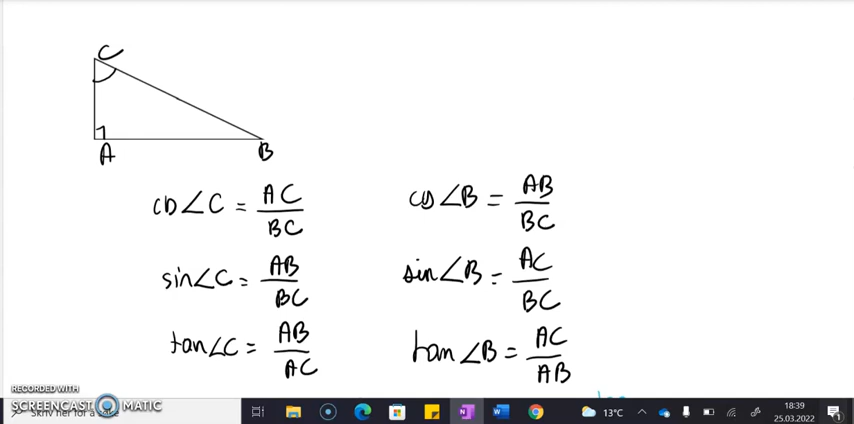 C
A
B
cos∠C = AC/BC
cos∠B = AB/BC
sin∠C = AB/BC
sin∠B = AC/BC
tan∠C = AB/AC
tan∠B = AC/AB
RECORDED WITH
SCREENCAST MATIC
Skriv her for å søke
13°C
18:39
25.03.2022